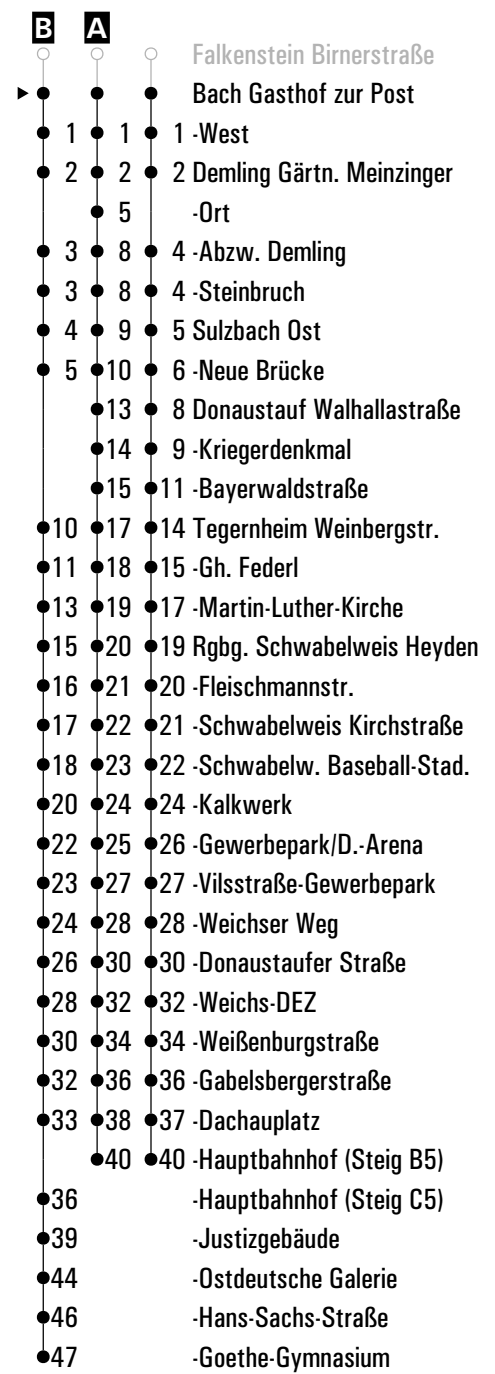 B A
Falkenstein Birnerstraße
Bach Gasthof zur Post
1 1 1 -West
2 2 2 Demling Gärtn. Meinzinger
5 -Ort
3 8 4 -Abzw. Demling
3 8 4 -Steinbruch
4 9 5 Sulzbach Ost
5 10 6 -Neue Brücke
13 8 Donaustauf Walhallastraße
14 9 -Kriegerdenkmal
15 11 -Bayerwaldstraße
10 17 14 Tegernheim Weinbergstr.
11 18 15 -Gh. Federl
13 19 17 -Martin-Luther-Kirche
15 20 19 Rgbg. Schwabelweis Heyden
16 21 20 -Fleischmannstr.
17 22 21 -Schwabelweis Kirchstraße
18 23 22 -Schwabelw. Baseball-Stad.
20 24 24 -Kalkwerk
22 25 26 -Gewerbepark/D.-Arena
23 27 27 -Vilsstraße-Gewerbepark
24 28 28 -Weichser Weg
26 30 30 -Donaustaufer Straße
28 32 32 -Weichs-DEZ
30 34 34 -Weißenburgstraße
32 36 36 -Gabelsbergerstraße
33 38 37 -Dachauplatz
40 40 -Hauptbahnhof (Steig B5)
36 -Hauptbahnhof (Steig C5)
39 -Justizgebäude
44 -Ostdeutsche Galerie
46 -Hans-Sachs-Straße
47 -Goethe-Gymnasium